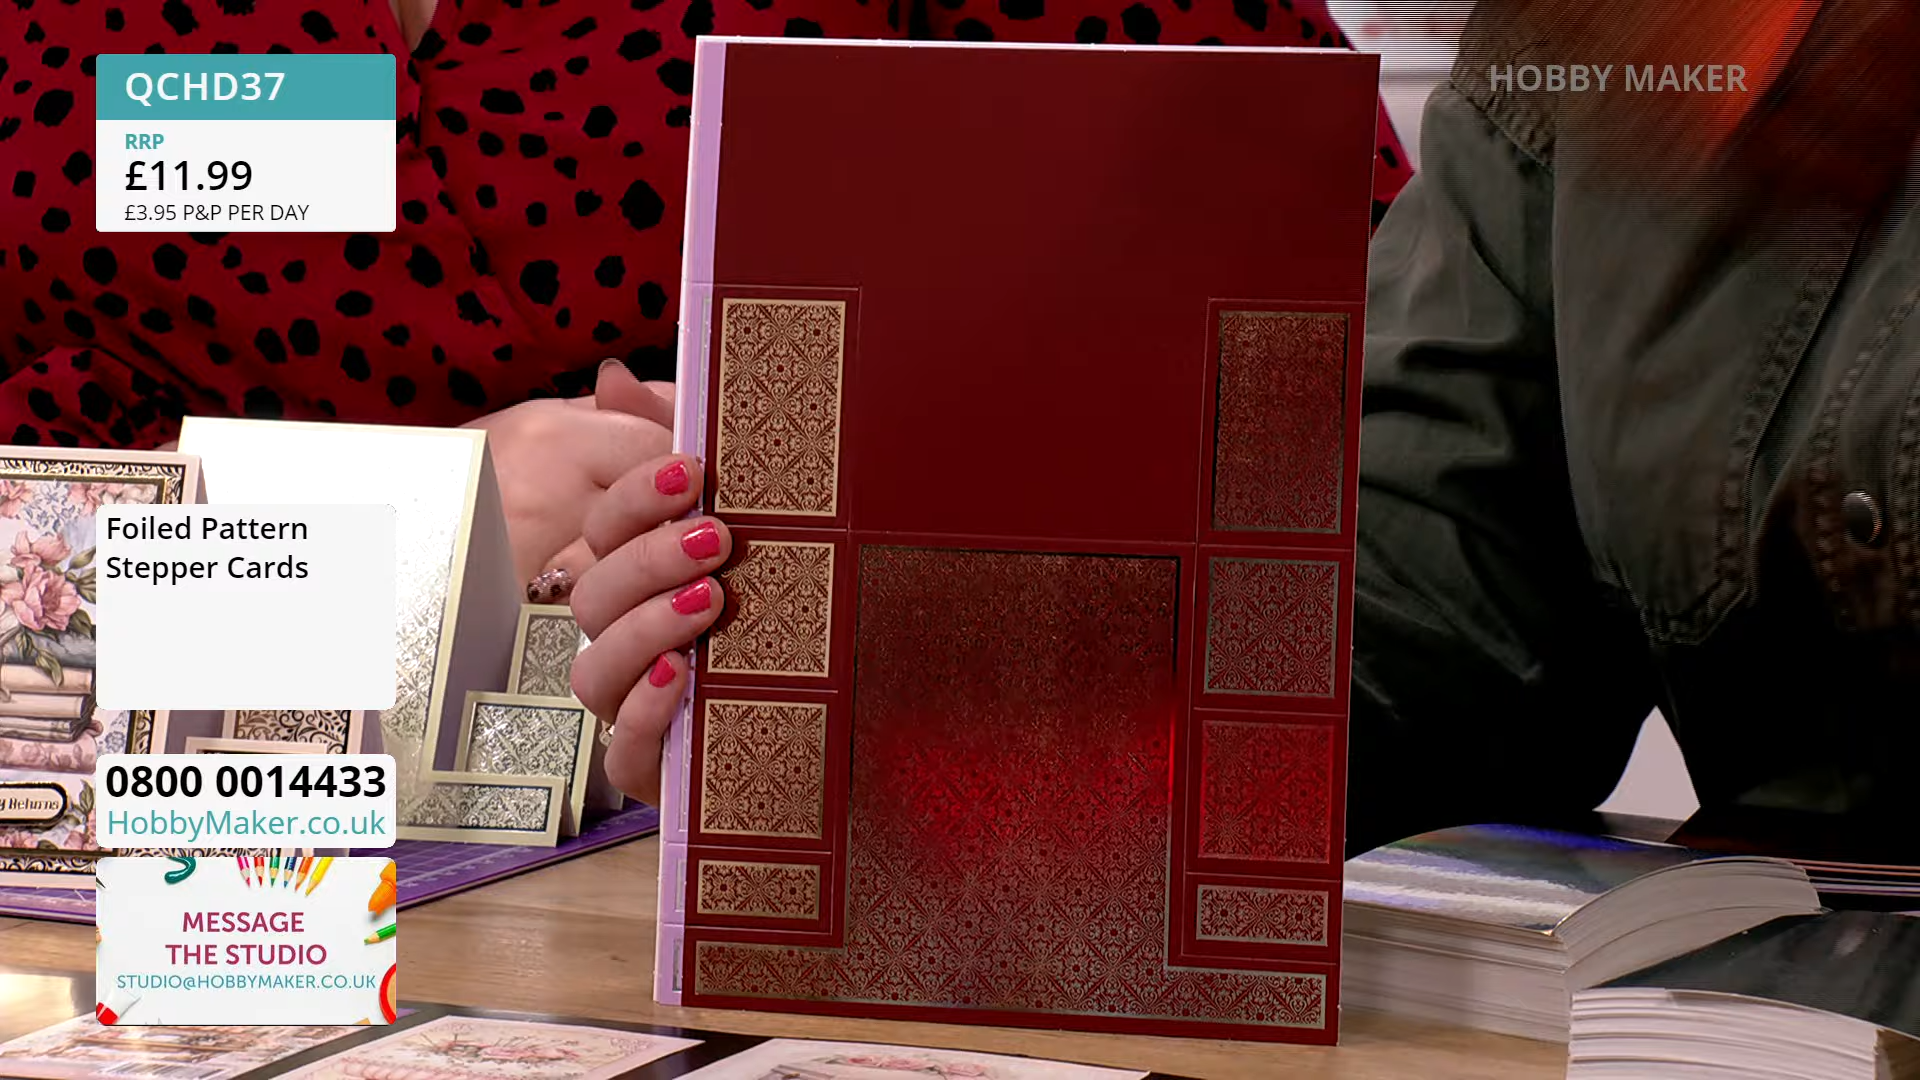 QCHD37
RRP
£11.99
£3.95 P&P PER DAY
HOBBY MAKER
Foiled Pattern
Stepper Cards
y Returns
0800 0014433
HobbyMaker.co.uk
MESSAGE
THE STUDIO
STUDIO@HOBBYMAKER.CO.UK